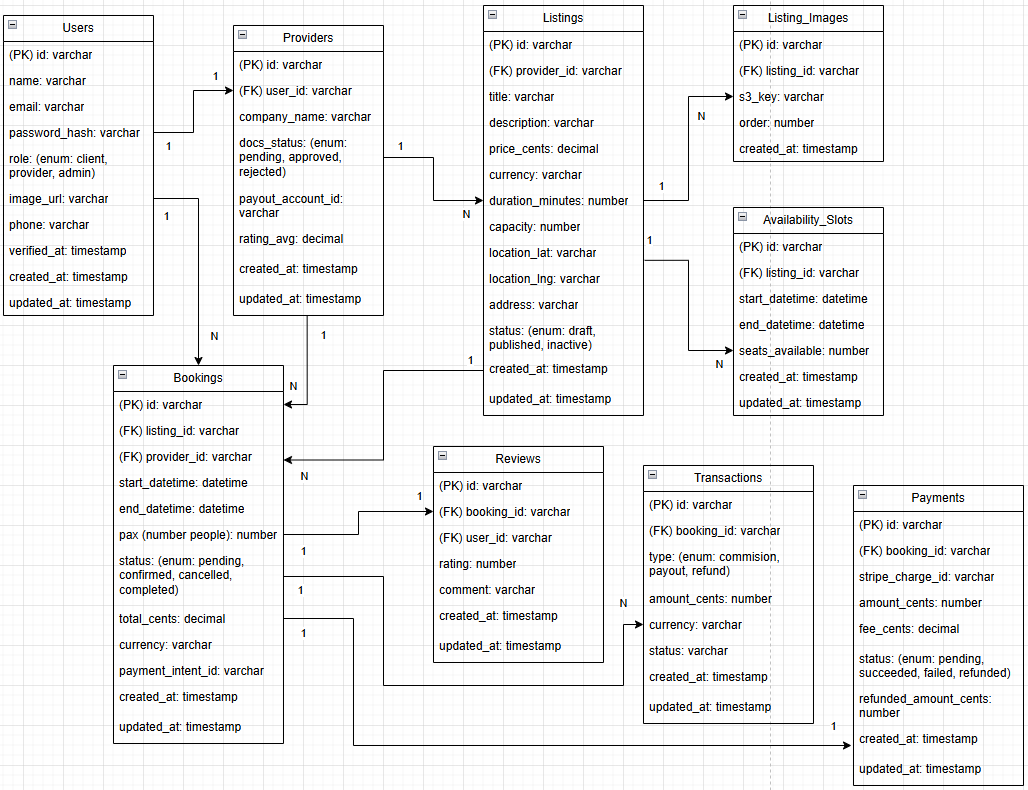 Users
(PK) id: varchar
name: varchar
email: varchar
password_hash: varchar
role: (enum: client,
provider, admin)
image_url: varchar
phone: varchar
verified_at: timestamp
created_at: timestamp
updated_at: timestamp
1
1
1
N
Providers
(PK) id: varchar
(FK) user_id: varchar
company_name: varchar
docs_status: (enum:
pending, approved,
rejected)
payout_account_id:
varchar
rating_avg: decimal
created_at: timestamp
updated_at: timestamp
1
N
1
N
Listings
(PK) id: varchar
(FK) provider_id: varchar
title: varchar
description: varchar
price_cents: decimal
currency: varchar
duration_minutes: number
capacity: number
location_lat: varchar
location_lng: varchar
address: varchar
status: (enum: draft,
published, inactive)
created_at: timestamp
updated_at: timestamp
1
N
1
N
1
N
Listing_Images
(PK) id: varchar
(FK) listing_id: varchar
s3_key: varchar
order: number
created_at: timestamp
Availability_Slots
(PK) id: varchar
(FK) listing_id: varchar
start_datetime: datetime
end_datetime: datetime
seats_available: number
created_at: timestamp
updated_at: timestamp
Bookings
(PK) id: varchar
(FK) listing_id: varchar
(FK) provider_id: varchar
start_datetime: datetime
end_datetime: datetime
pax (number people): number
status: (enum: pending,
confirmed, cancelled,
completed)
total_cents: decimal
currency: varchar
payment_intent_id: varchar
created_at: timestamp
updated_at: timestamp
1
1
1
N
1
1
Reviews
(PK) id: varchar
(FK) booking_id: varchar
(FK) user_id: varchar
rating: number
comment: varchar
created_at: timestamp
updated_at: timestamp
Transactions
(PK) id: varchar
(FK) booking_id: varchar
type: (enum: commision,
payout, refund)
amount_cents: number
currency: varchar
status: varchar
created_at: timestamp
updated_at: timestamp
Payments
(PK) id: varchar
(FK) booking_id: varchar
stripe_charge_id: varchar
amount_cents: number
fee_cents: decimal
status: (enum: pending,
succeeded, failed, refunded)
refunded_amount_cents:
number
created_at: timestamp
updated_at: timestamp